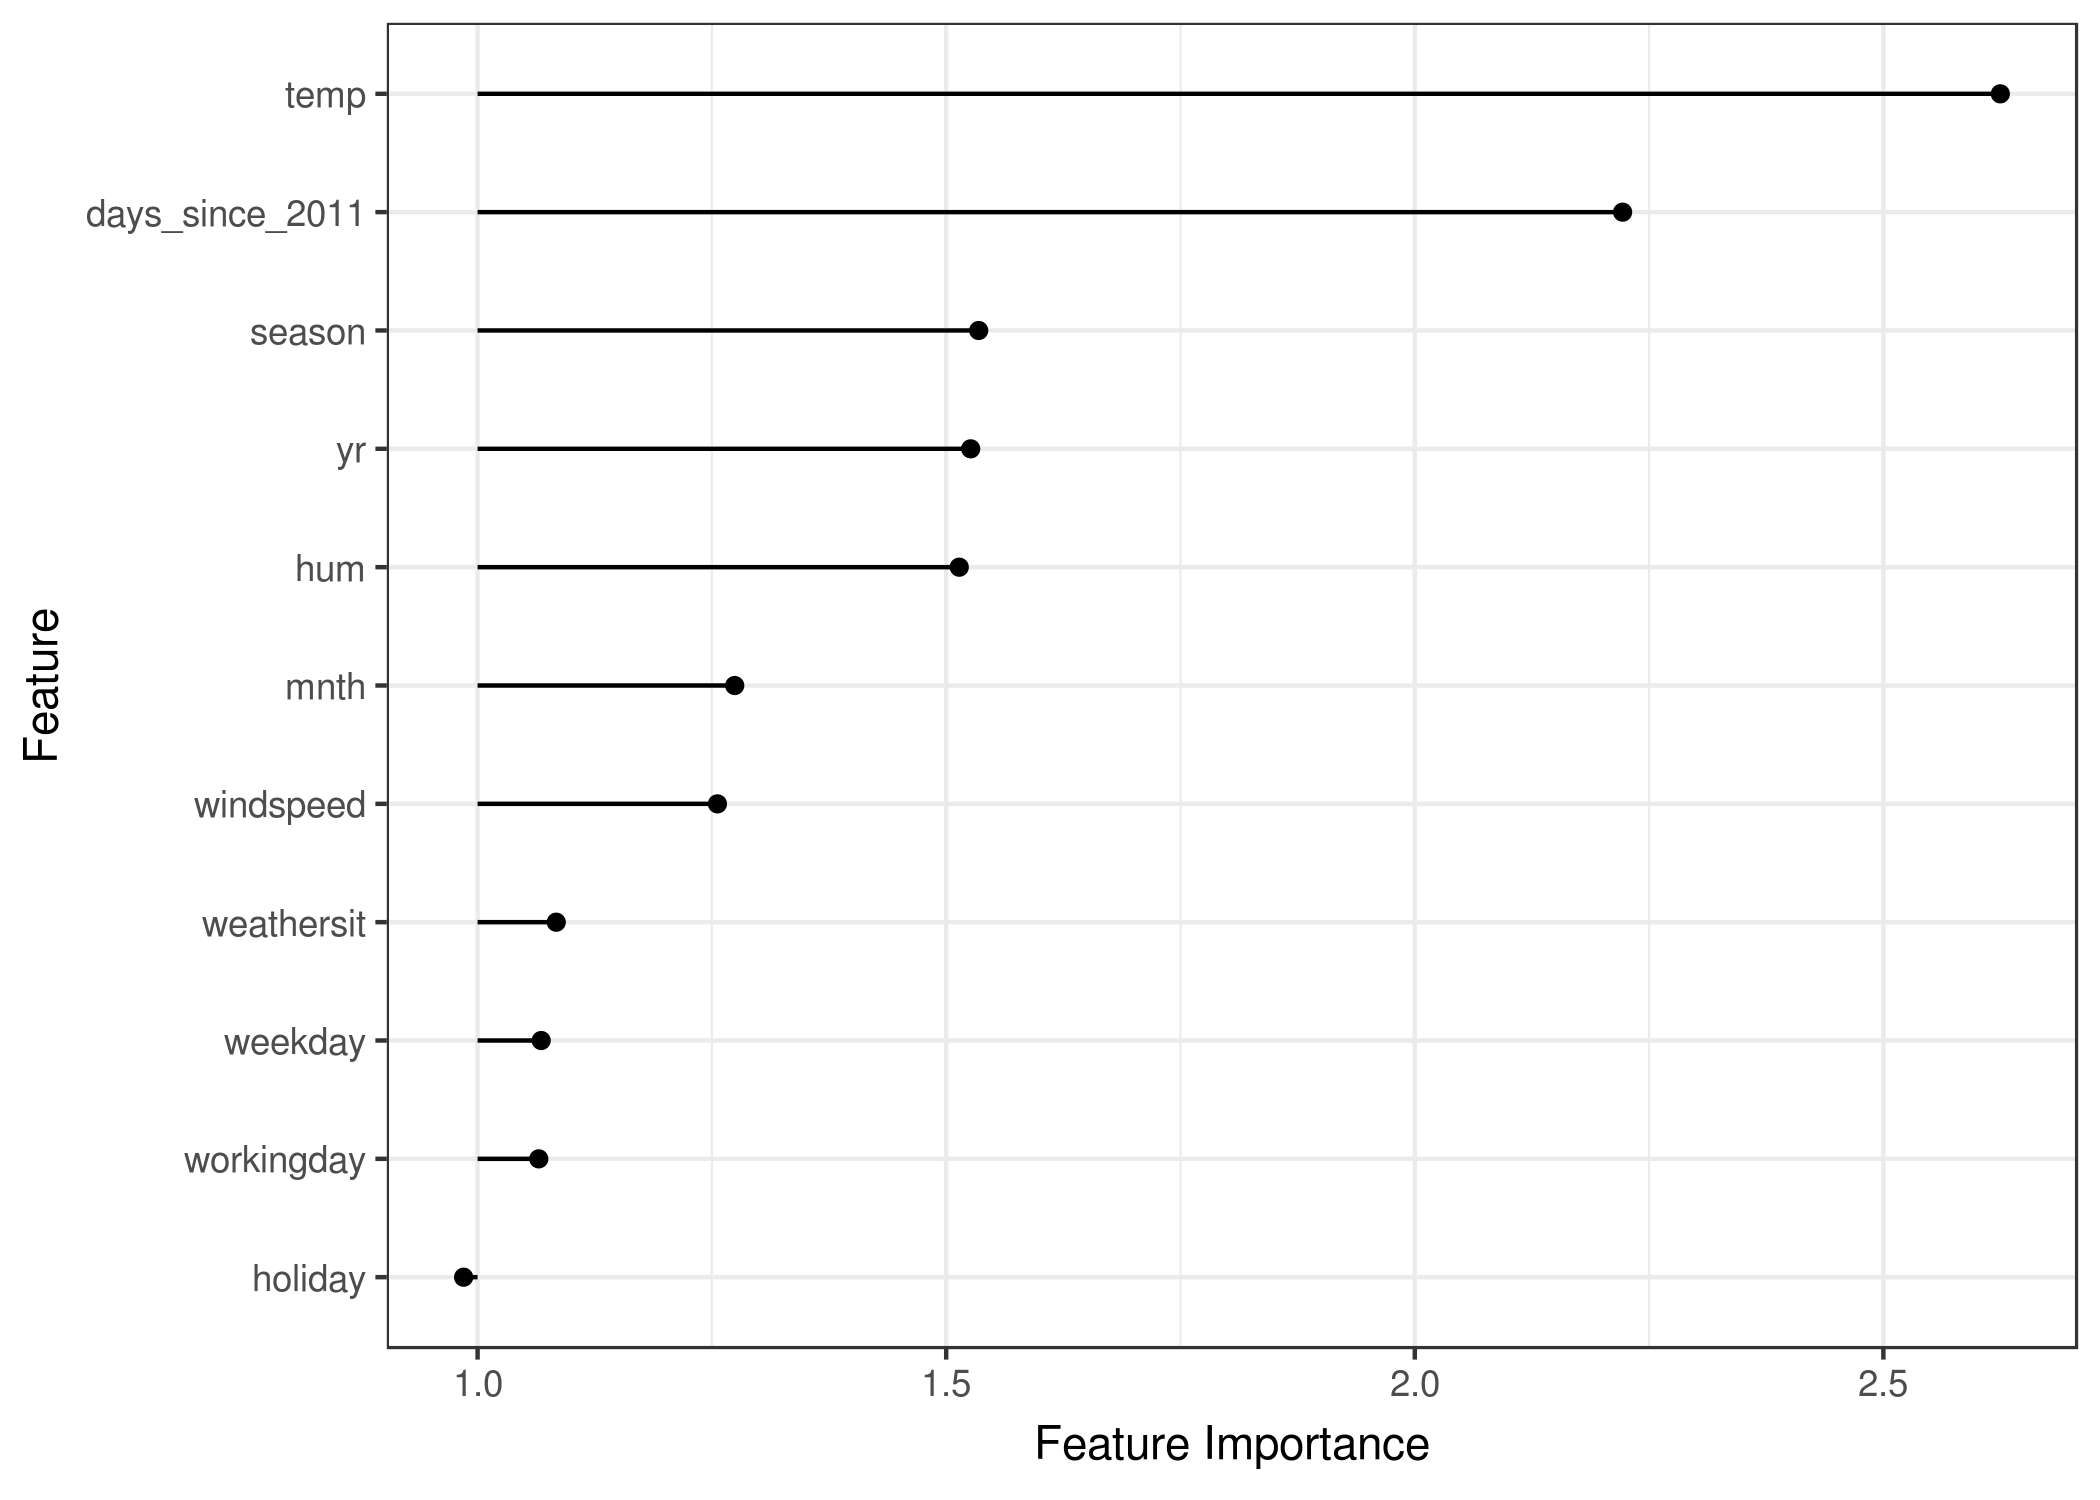 temp
days_since_2011
season
yr
hum
mnth
windspeed
weathersit
weekday
workingday
holiday
Feature
1.0 1.5 2.0 2.5
Feature Importance